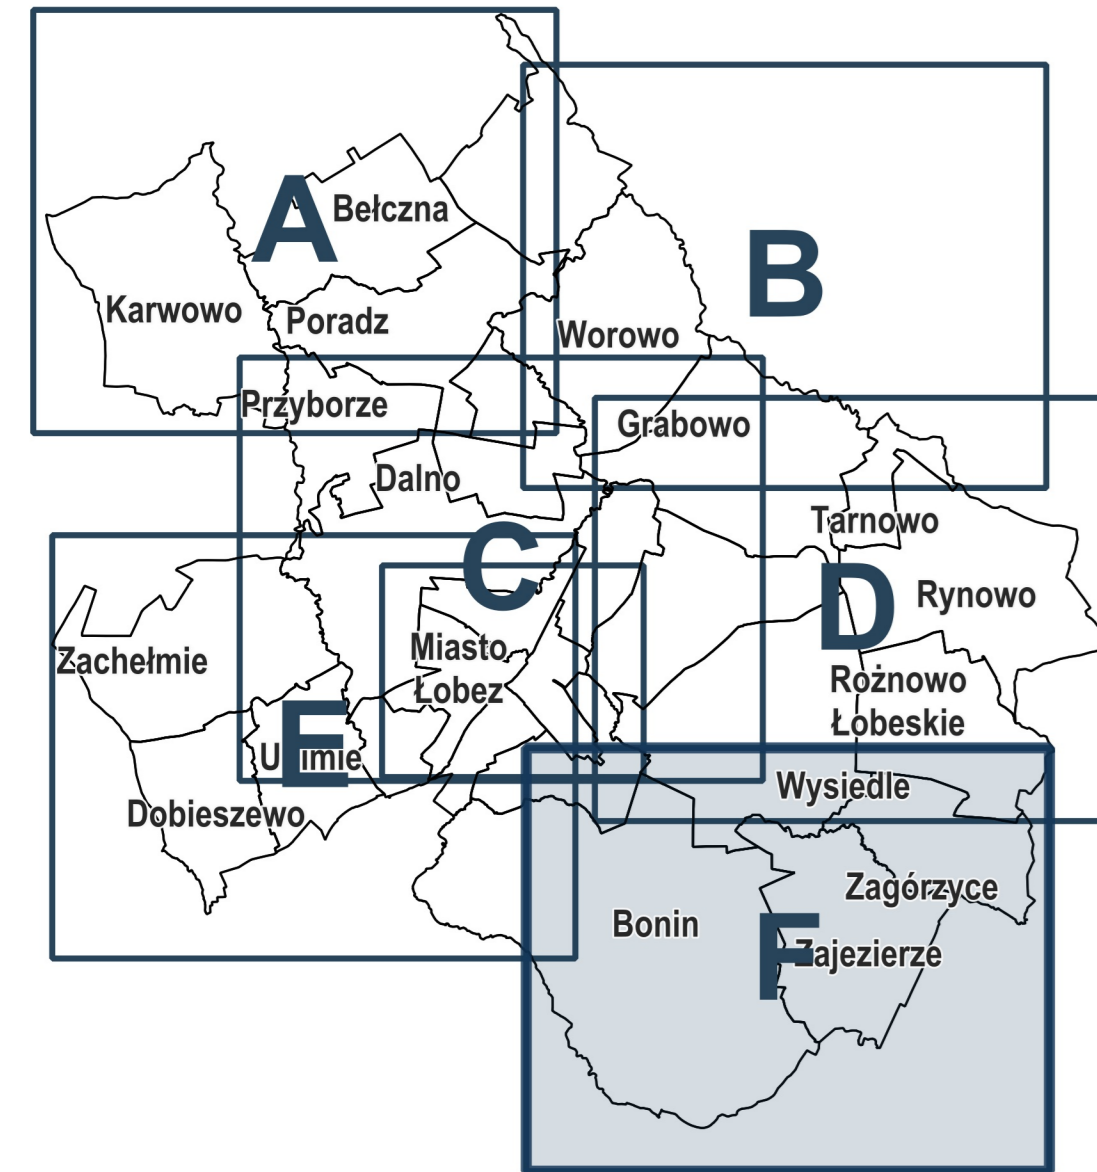 A
Bełczna
B
Karwowo
Poradz
Worowo
Przyborze
Grabowo
Dalno
Tarnowo
C
D
Rynowo
Miasto
Łobez
Zachełmie
Rożnowo
Łobeskie
E
Wysiedle
Dobieszewo
Zagórzyce
Bonin
F
Zajezierze